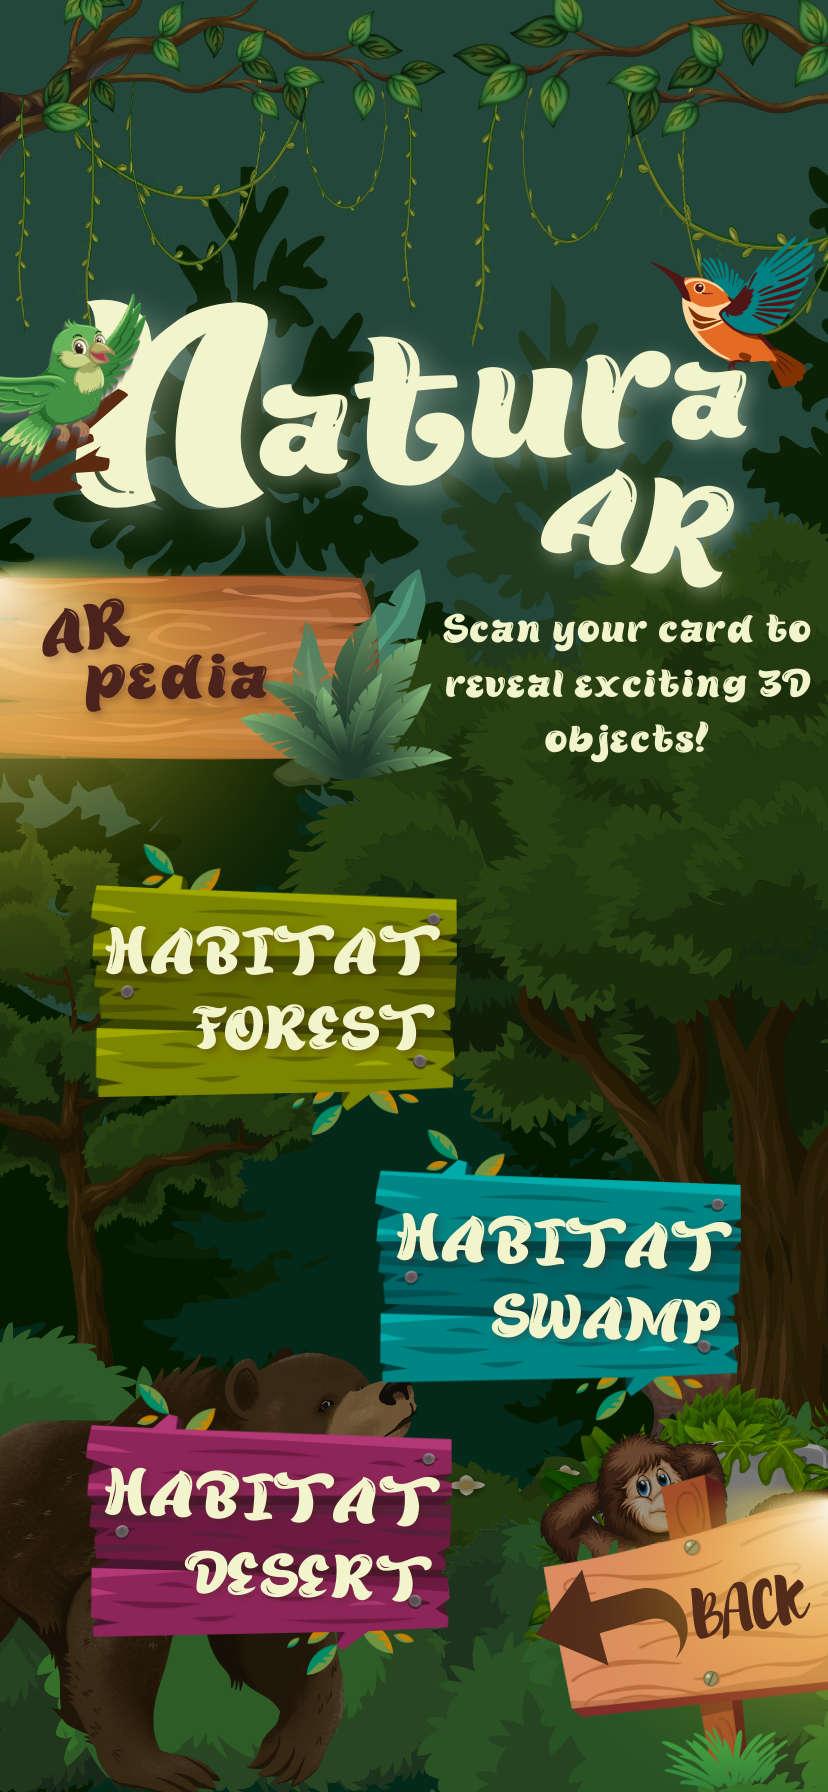 Natura
AR
AR
pedia
Scan your card to
reveal exciting 3D
objects!
HABITAT
FOREST
HABITAT
SWAMP
HABITAT
DESERT
BACK